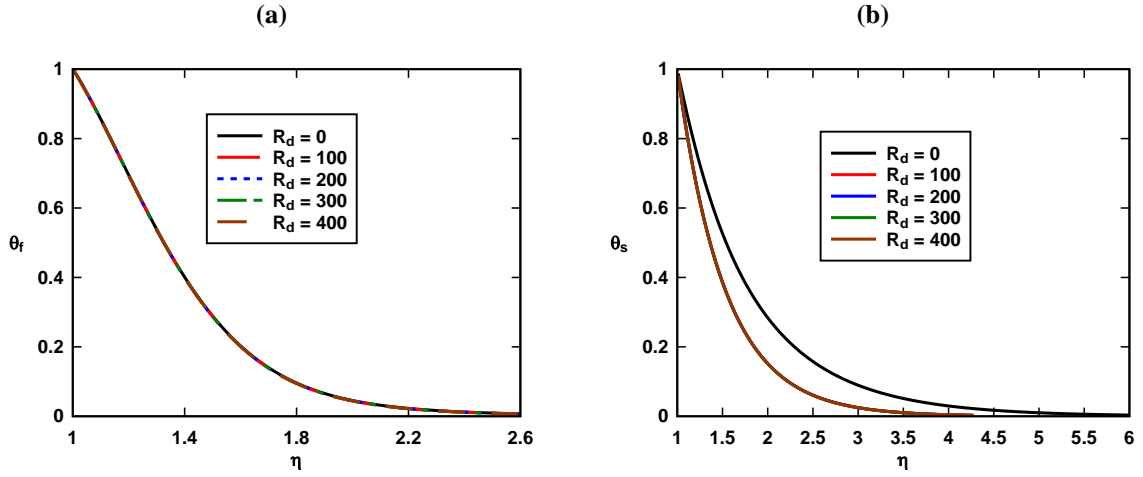 (a)
1
0.8
0.6
0.4
0.2
0
θf
R_d = 0
R_d = 100
R_d = 200
R_d = 300
R_d = 400
1 1.4 1.8 2.2 2.6
η
(b)
1
0.8
0.6
0.4
0.2
0
θs
R_d = 0
R_d = 100
R_d = 200
R_d = 300
R_d = 400
1 1.5 2 2.5 3 3.5 4 4.5 5 5.5 6
η